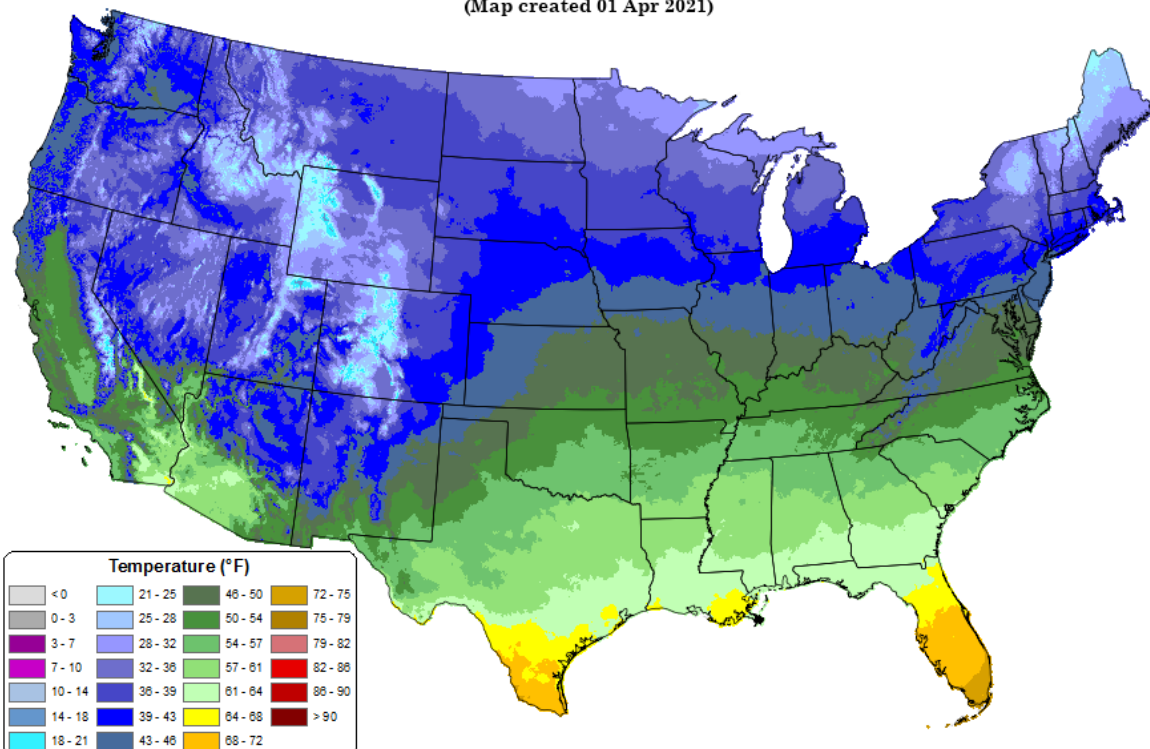 (Map created 01 Apr 2021)
Temperature (°F)
< 0
0 - 3
3 - 7
7 - 10
10 - 14
14 - 18
18 - 21
21 - 25
25 - 28
28 - 32
32 - 36
36 - 39
39 - 43
43 - 46
46 - 50
50 - 54
54 - 57
57 - 61
61 - 64
64 - 68
68 - 72
72 - 75
75 - 79
79 - 82
82 - 86
86 - 90
> 90